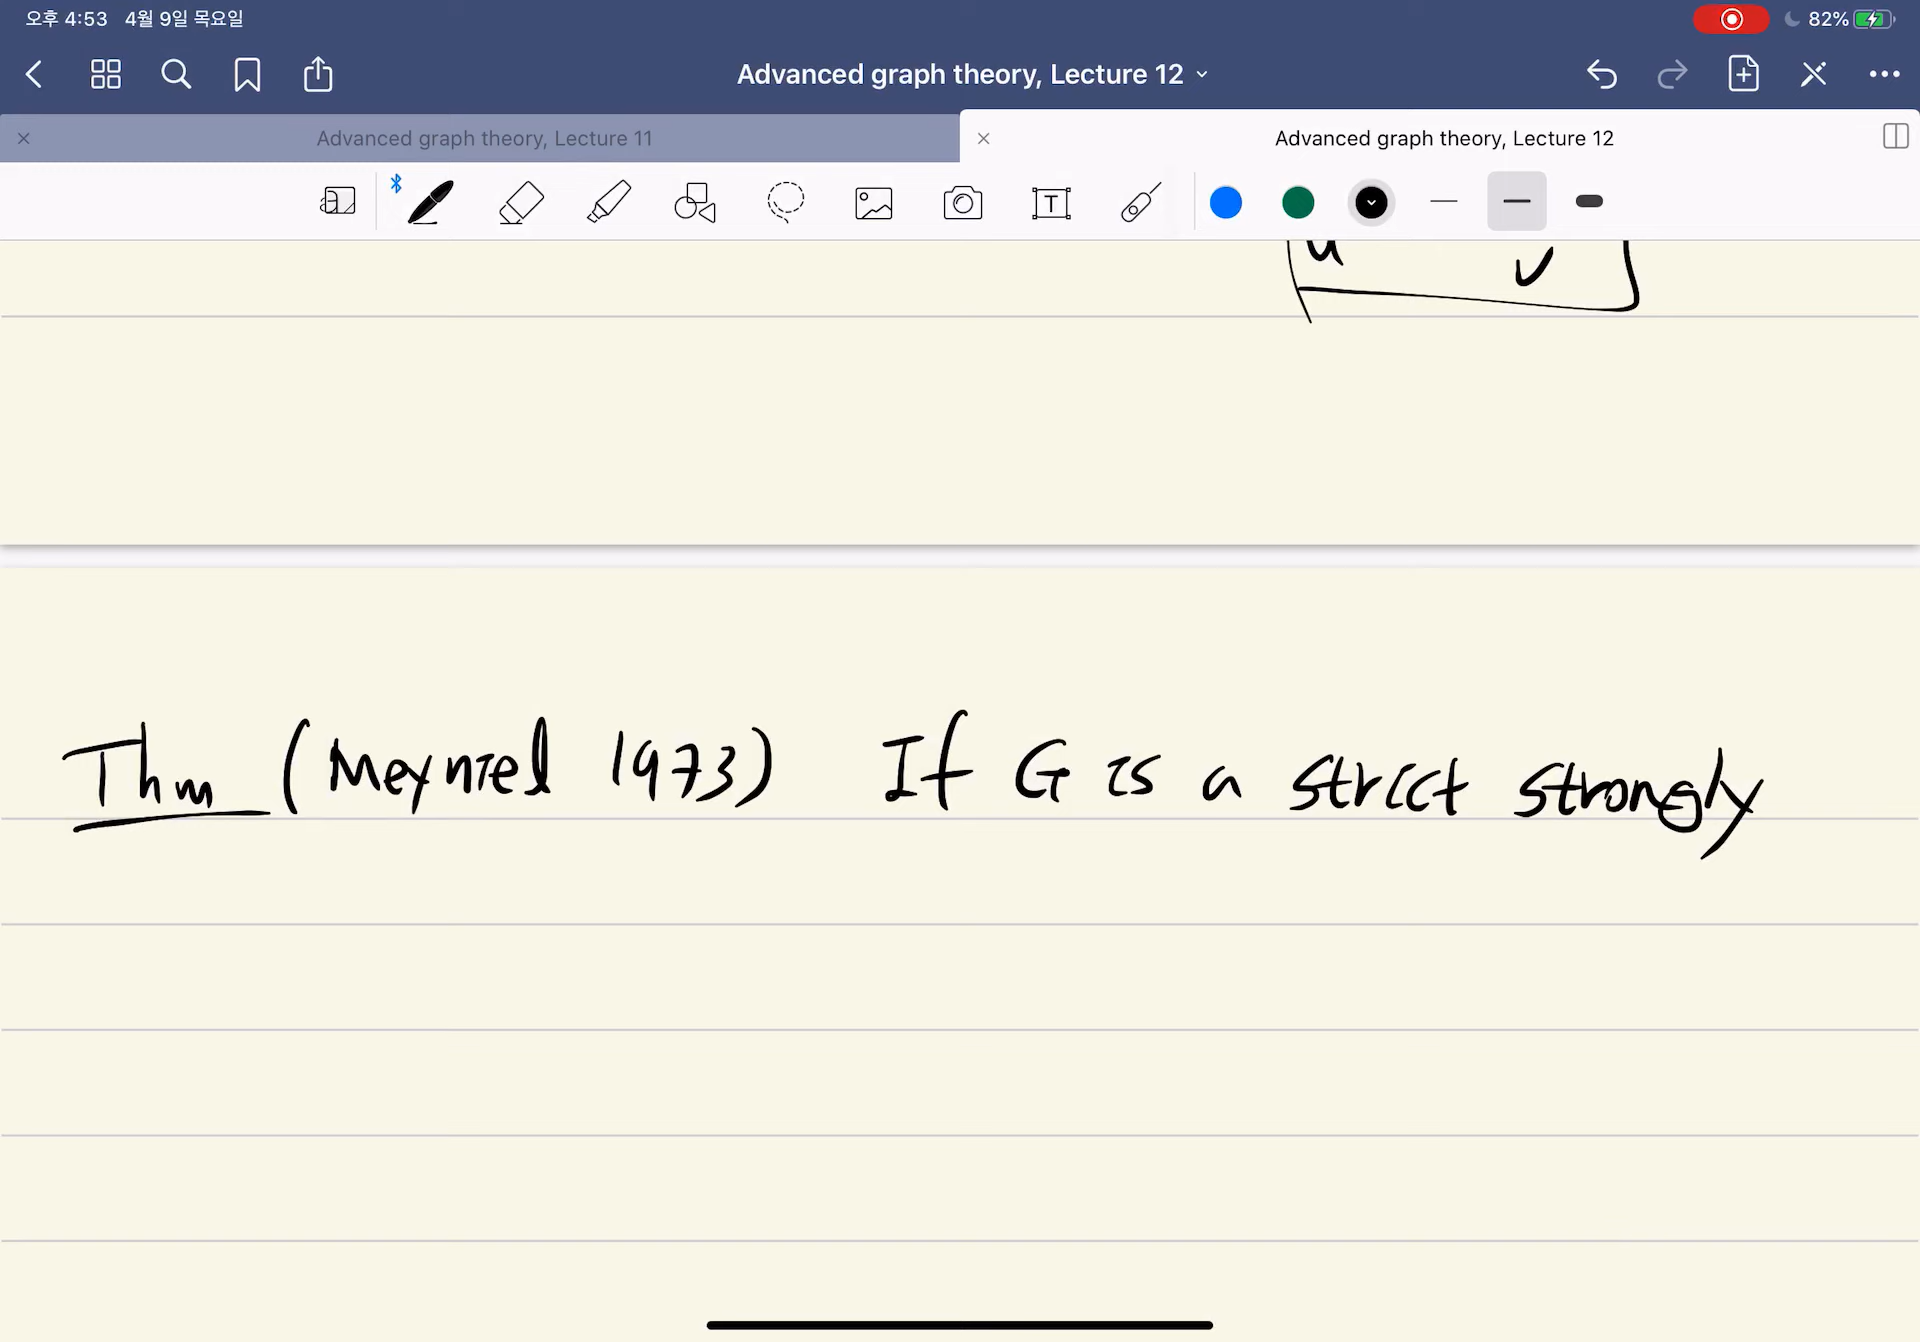 오후 4:53 4월 9일 목요일
82%
Advanced graph theory, Lecture 12
Advanced graph theory, Lecture 11
Advanced graph theory, Lecture 12
T
u v
Thm (Meyniel 1973) If G is a strict strongly